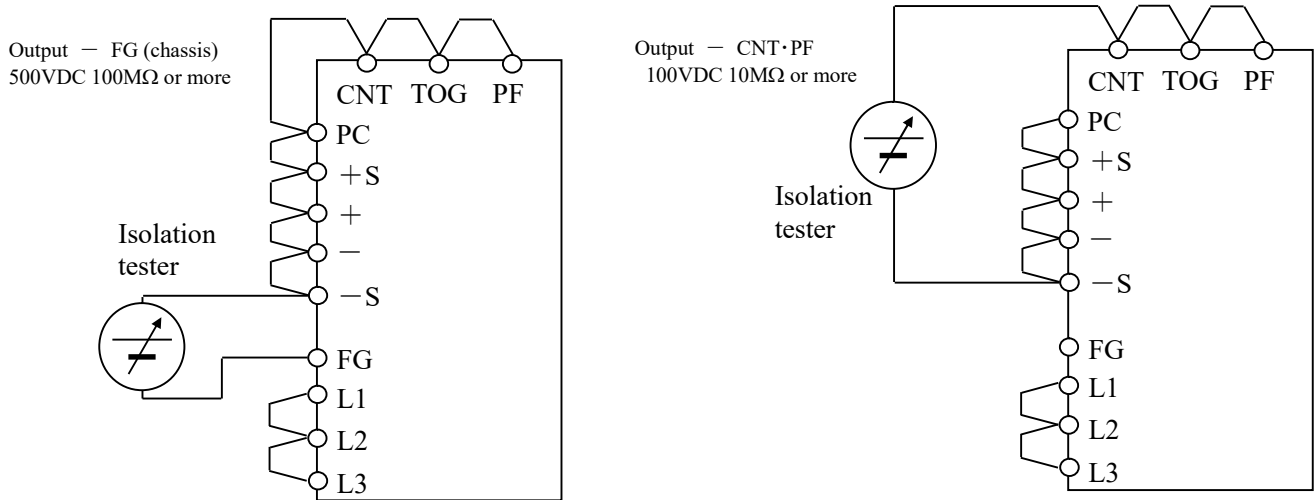 Output － FG (chassis)
500VDC 100MΩ or more
CNT TOG PF
PC
＋S
＋
－
－S
FG
L1
L2
L3
Isolation
tester
Output － CNT･PF
100VDC 10MΩ or more
CNT TOG PF
PC
＋S
＋
－
－S
FG
L1
L2
L3
Isolation
tester